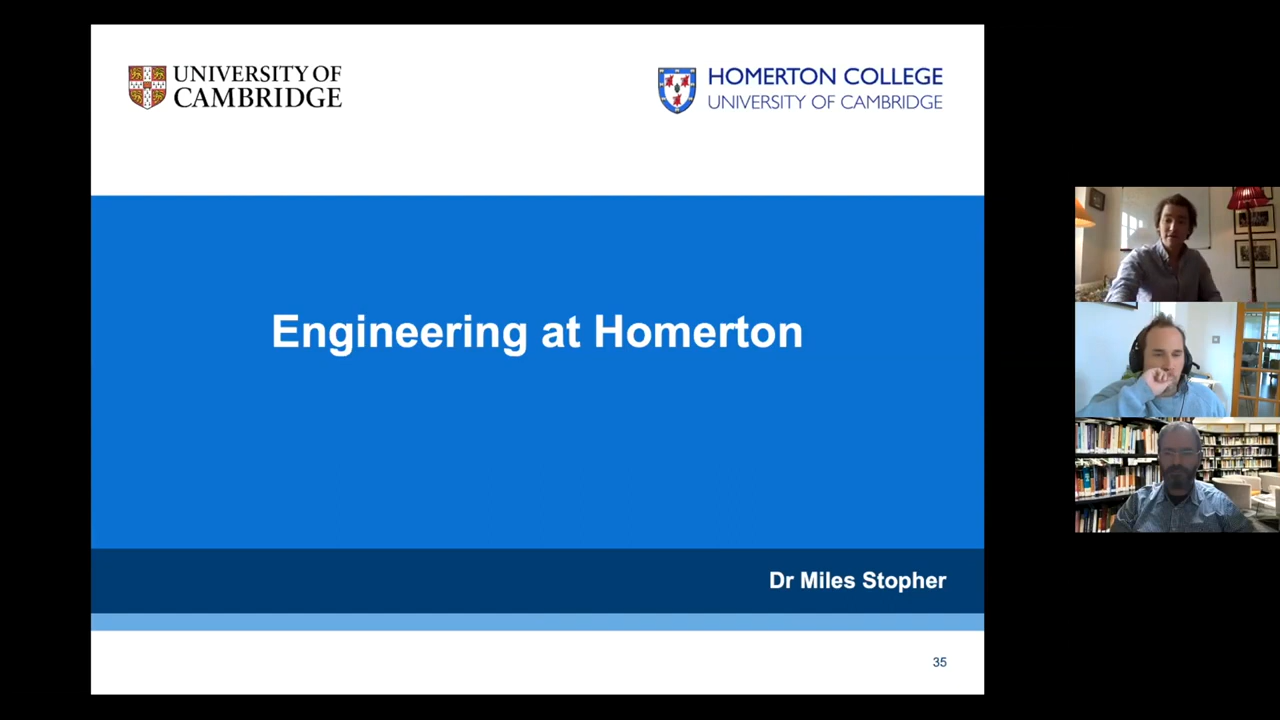 UNIVERSITY OF
CAMBRIDGE
HOMERTON COLLEGE
UNIVERSITY OF CAMBRIDGE
Engineering at Homerton
Dr Miles Stopher
35